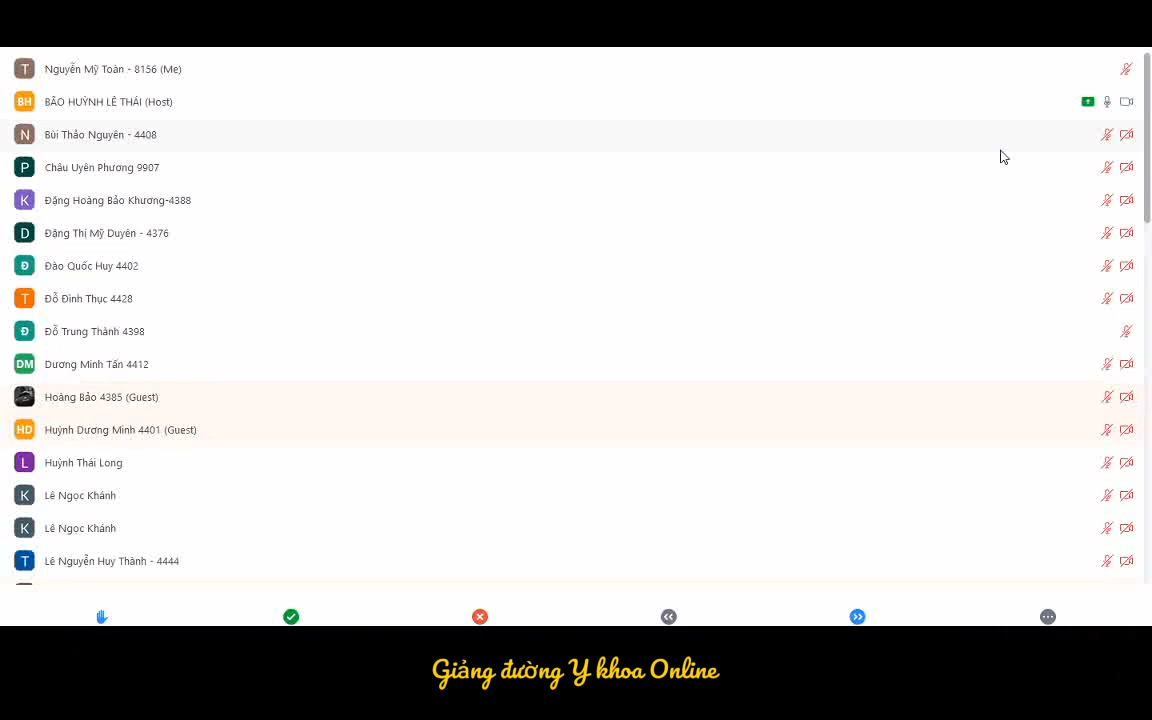 T Nguyễn Mỹ Toàn - 8156 (Me)
BH BẢO HUỲNH LÊ THÁI (Host)
N Bùi Thảo Nguyên - 4408
P Châu Uyên Phương 9907
K Đặng Hoàng Bảo Khương-4388
D Đặng Thị Mỹ Duyên - 4376
Đ Đào Quốc Huy 4402
T Đỗ Đình Thục 4428
Đ Đỗ Trung Thành 4398
DM Dương Minh Tấn 4412
Hoàng Bảo 4385 (Guest)
HD Huỳnh Dương Minh 4401 (Guest)
L Huỳnh Thái Long
K Lê Ngọc Khánh
K Lê Ngọc Khánh
T Lê Nguyễn Huy Thành - 4444
Giảng đường Y khoa Online